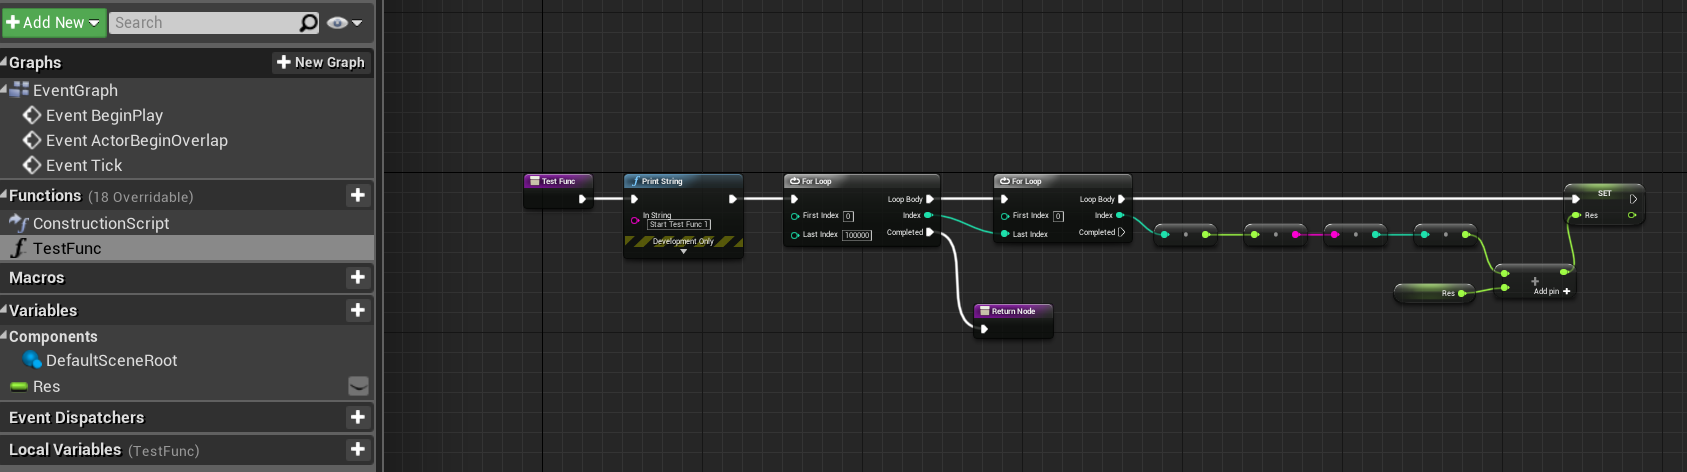 Add New
Search
Graphs
New Graph
EventGraph
Event BeginPlay
Event ActorBeginOverlap
Event Tick
Functions (18 Overridable)
ConstructionScript
TestFunc
Macros
Variables
Components
DefaultSceneRoot
Res
Event Dispatchers
Local Variables (TestFunc)
Test Func
Print String
In String
Start Test Func 1
Development Only
For Loop
Loop Body
First Index 0
Index
Last Index 100000
Completed
For Loop
Loop Body
First Index 0
Index
Last Index
Completed
Return Node
Res
Add pin
SET
Res